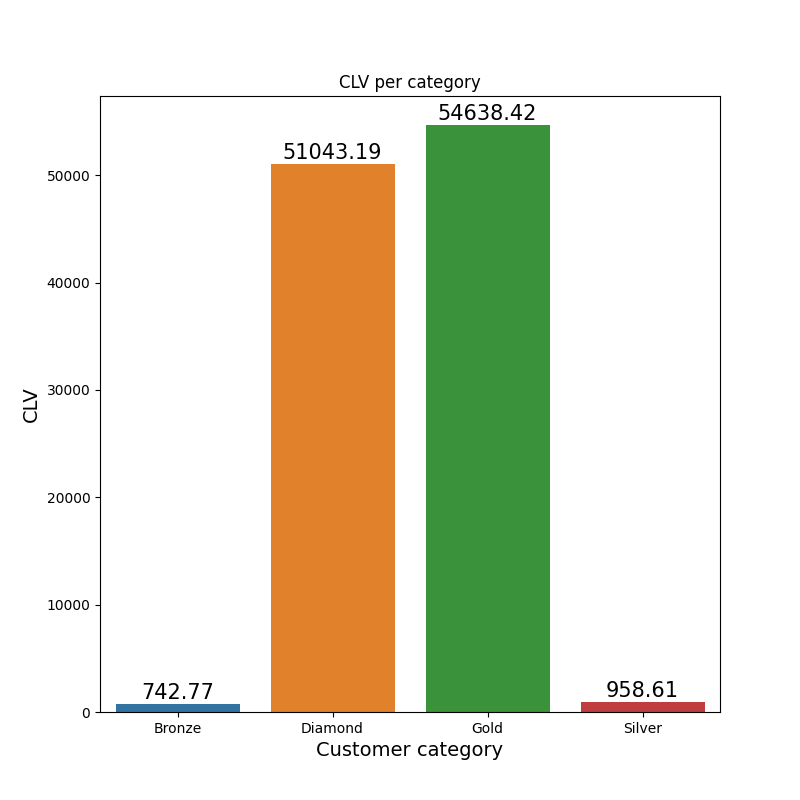 CLV per category
54638.42
51043.19
50000
40000
30000
20000
10000
0
CLV
742.77
958.61
Bronze
Diamond
Gold
Silver
Customer category